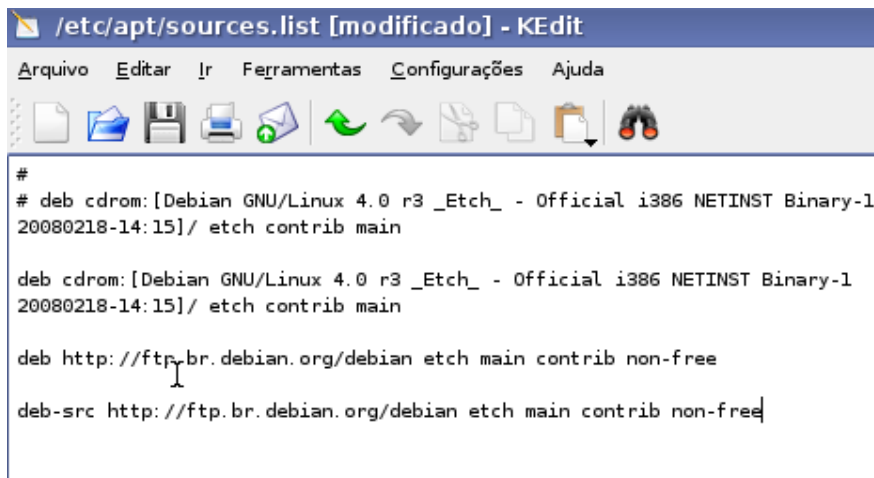 /etc/apt/sources.list [modificado] - KEdit
Arquivo Editar Ir Ferramentas Configurações Ajuda
#
# deb cdrom:[Debian GNU/Linux 4.0 r3 _Etch_ - Official i386 NETINST Binary-1
20080218-14:15]/ etch contrib main
deb cdrom:[Debian GNU/Linux 4.0 r3 _Etch_ - Official i386 NETINST Binary-1
20080218-14:15]/ etch contrib main
deb http://ftp.br.debian.org/debian etch main contrib non-free
deb-src http://ftp.br.debian.org/debian etch main contrib non-free